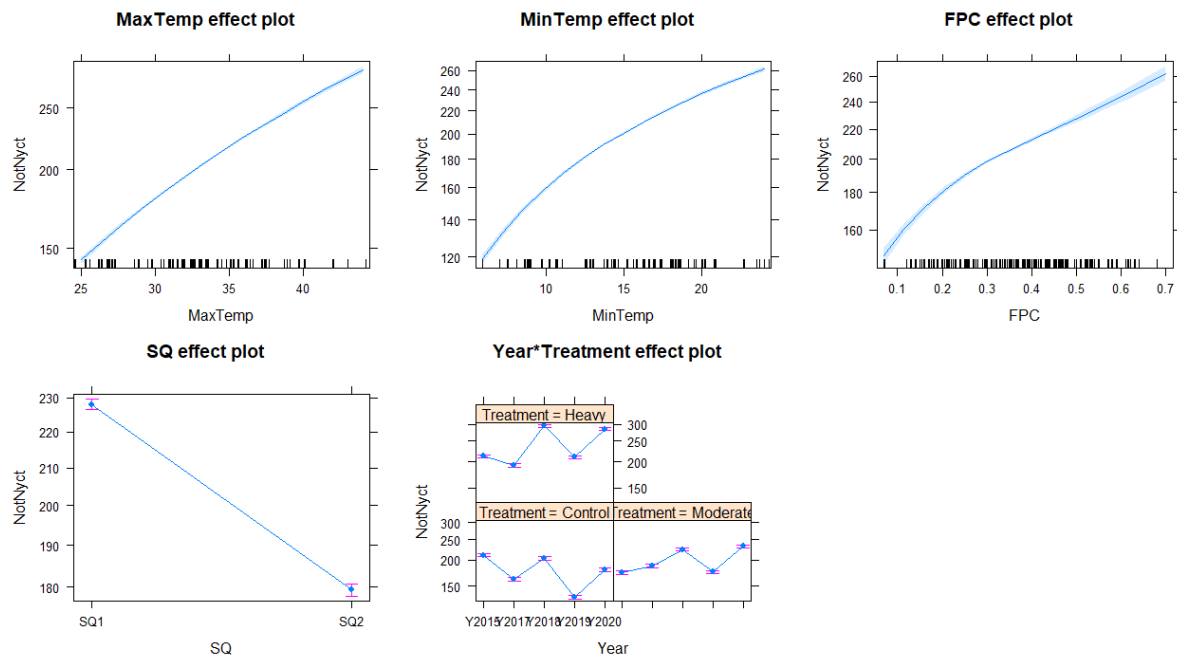 MaxTemp effect plot
NotNyct
250
200
150
25 30 35 40
MaxTemp
MinTemp effect plot
NotNyct
260
240
220
200
180
160
140
120
10 15 20
MinTemp
FPC effect plot
NotNyct
260
240
220
200
180
160
0.1 0.2 0.3 0.4 0.5 0.6 0.7
FPC
SQ effect plot
NotNyct
230
220
210
200
190
180
SQ1 SQ2
SQ
Year*Treatment effect plot
NotNyct
Treatment = Heavy
300
250
200
150
Treatment = Control
Treatment = Moderate
300
250
200
150
Y2015 Y2017 Y2018 Y2019 Y2020
Year